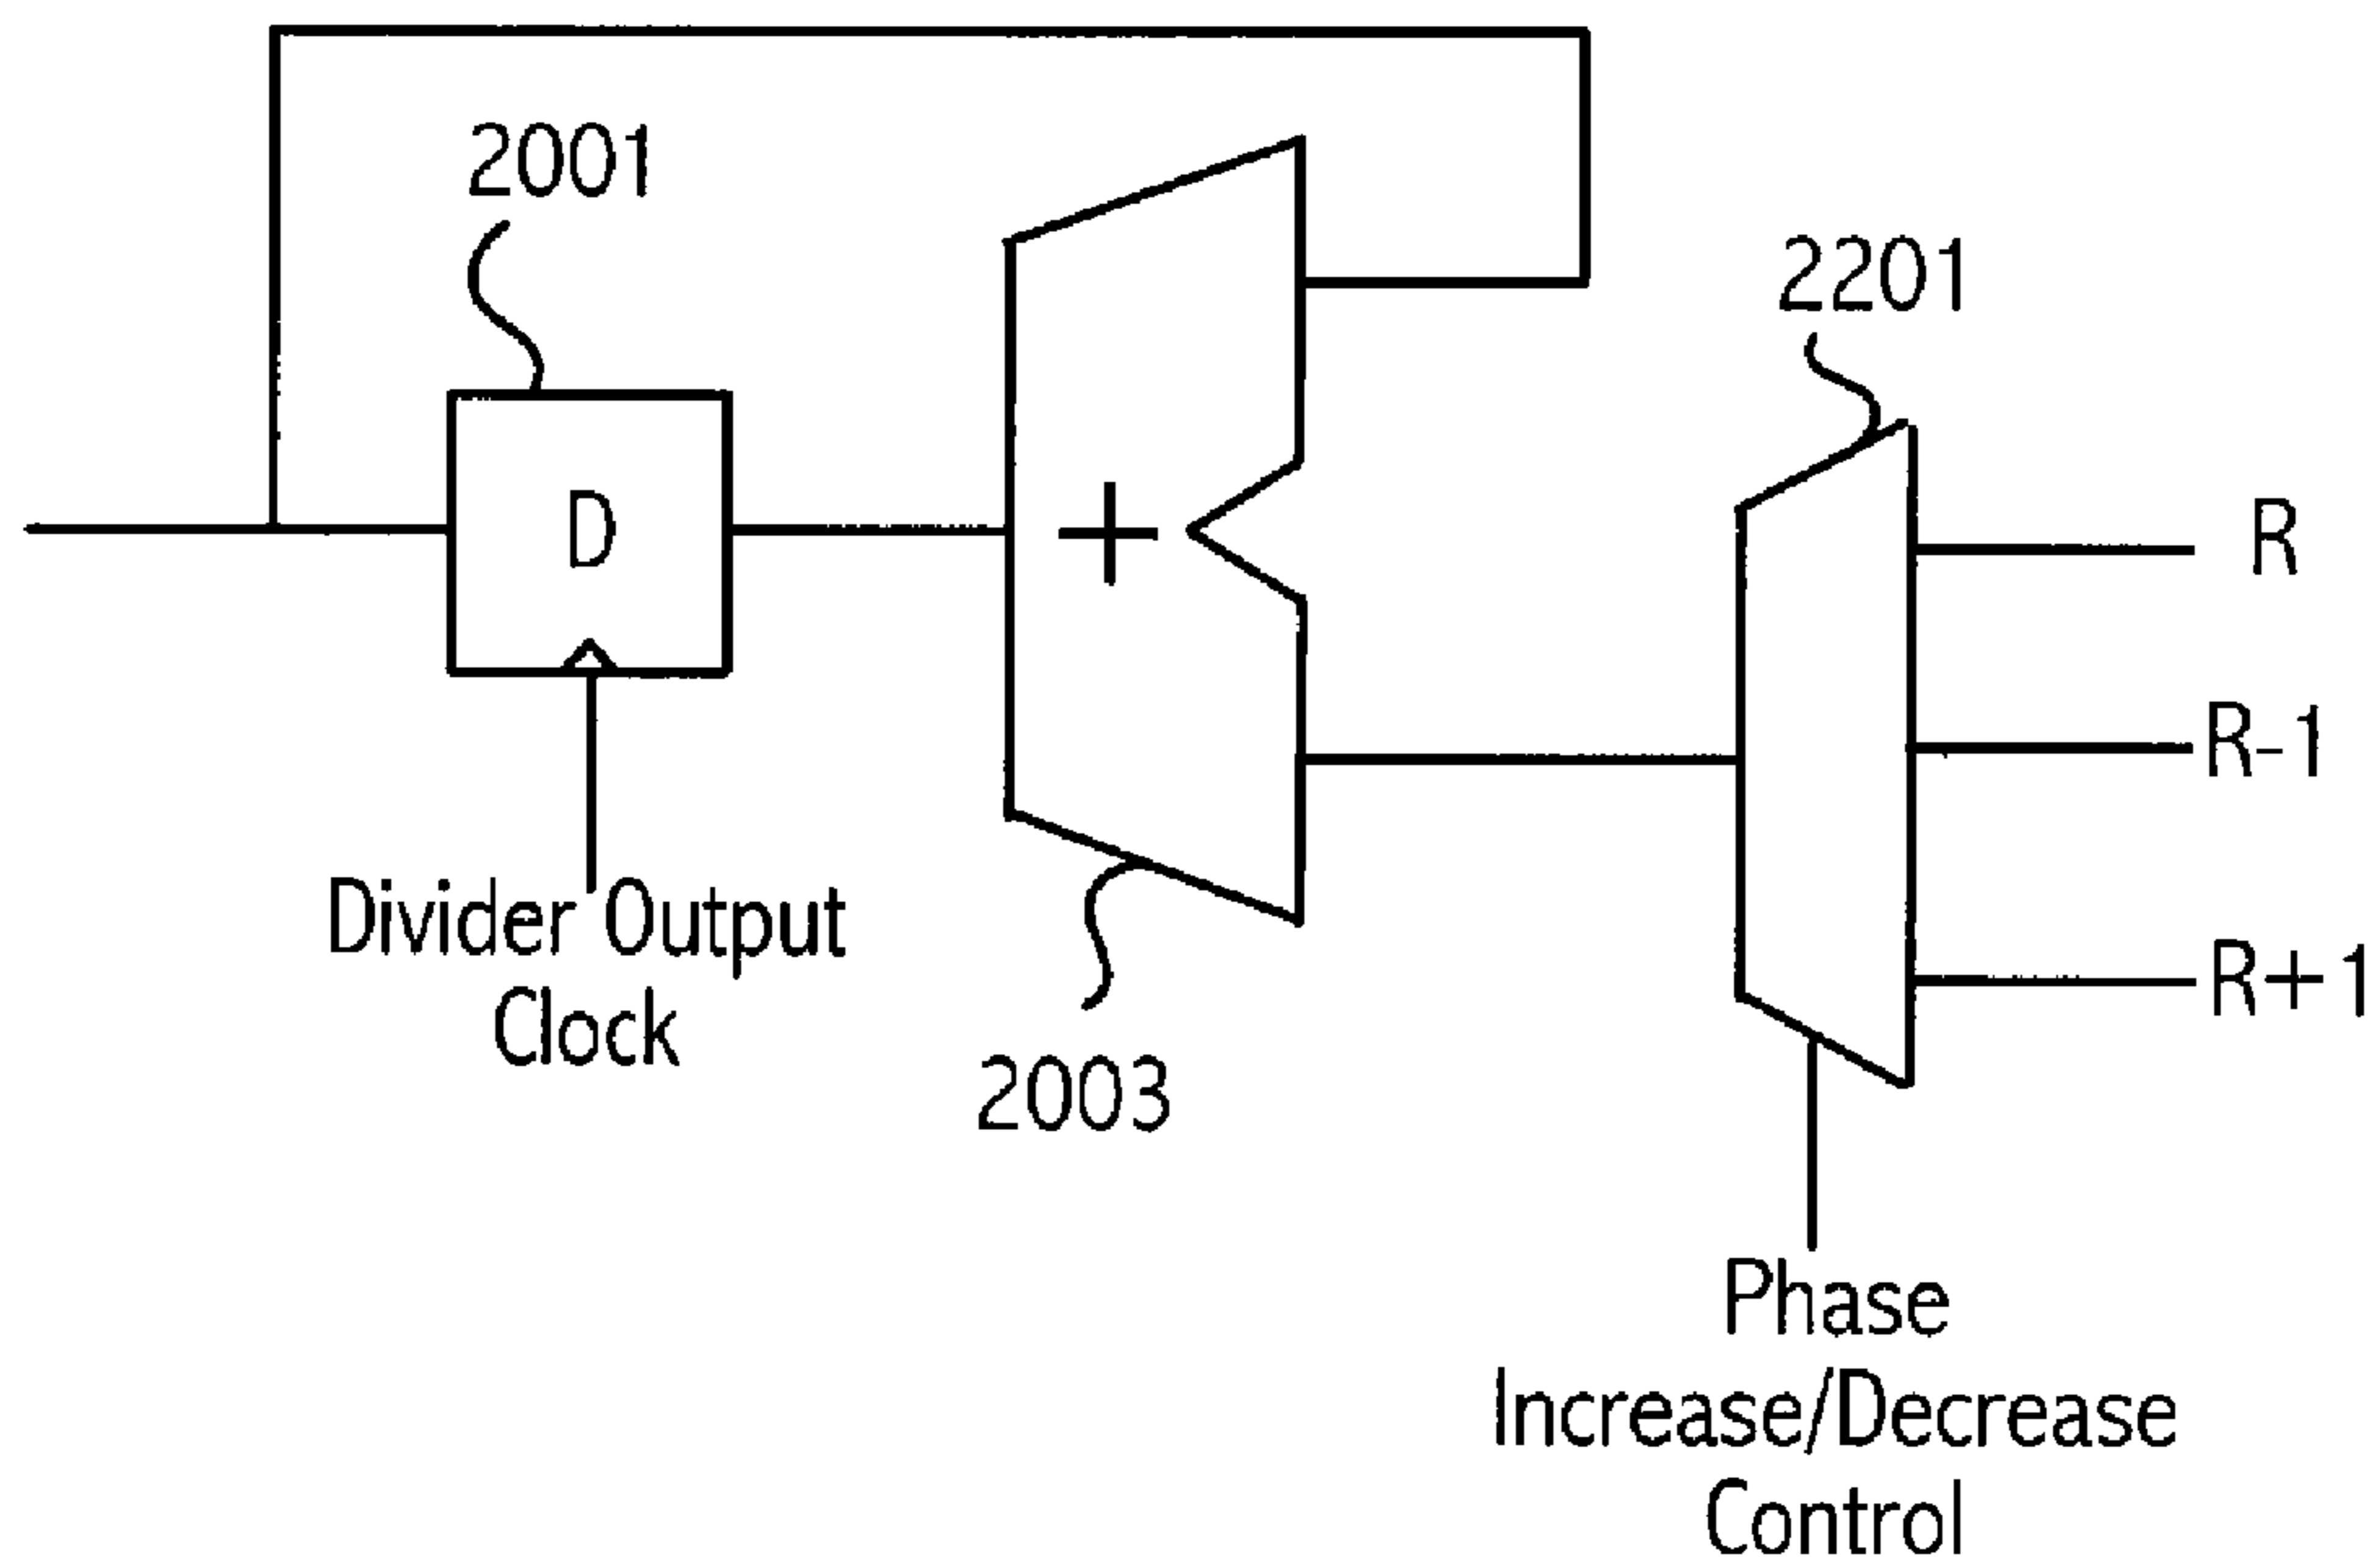 2001
2201
D
+
R
R-1
R+1
Divider Output
Clock
2003
Phase
Increase/Decrease
Control